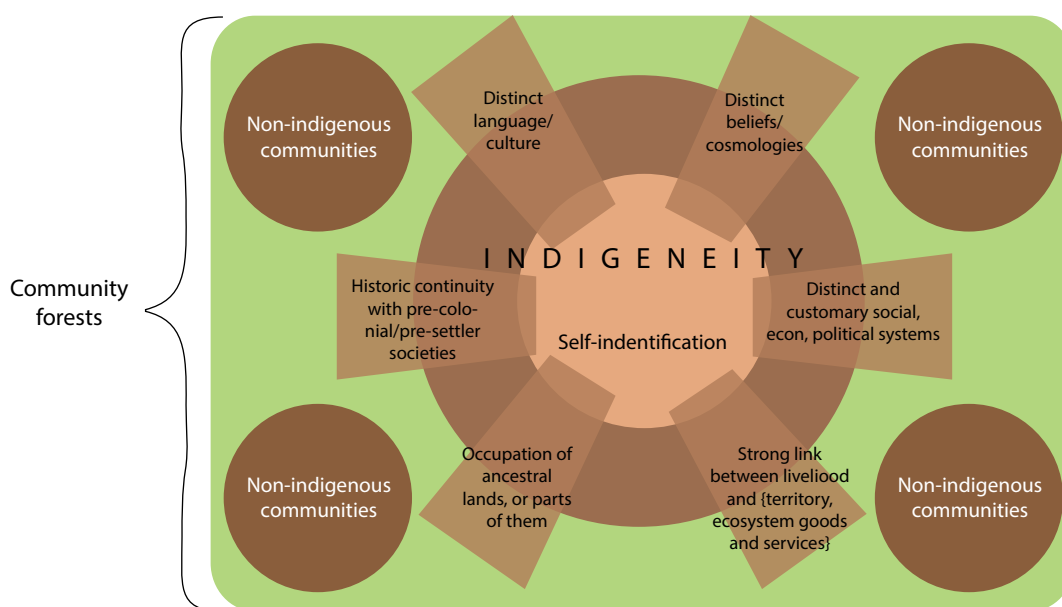 Non-indigenous
communities
Distinct
language/
culture
Distinct
beliefs/
cosmologies
Non-indigenous
communities
INDIGENEITY
Community
forests
Historic continuity
with pre-colo-
nial/pre-settler
societies
Self-indentification
Distinct and
customary social,
econ, political systems
Non-indigenous
communities
Occupation of
ancestral
lands, or parts
of them
Strong link
between liveliood
and {territory,
ecosystem goods
and services}
Non-indigenous
communities